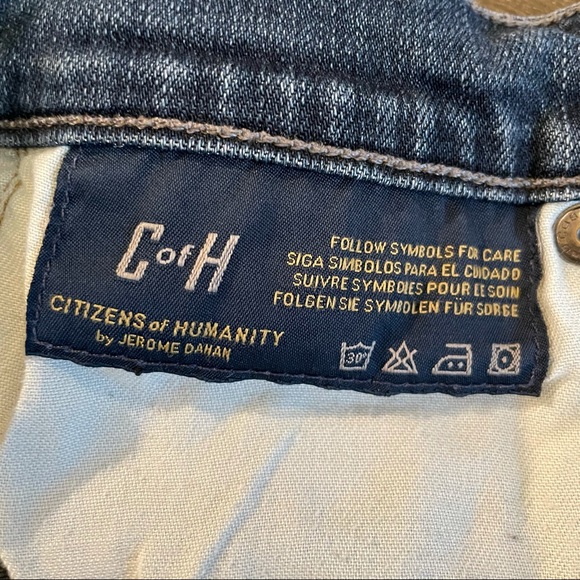 C of H
CITIZENS of HUMANITY
by JEROME DAHAN
FOLLOW SYMBOLS FOR CARE
SIGA SIMBOLOS PARA EL CUIDADO
SUIVRE SYMBOLES POUR LE SOIN
FOLGEN SIE SYMBOLEN FÜR SORGE
30°